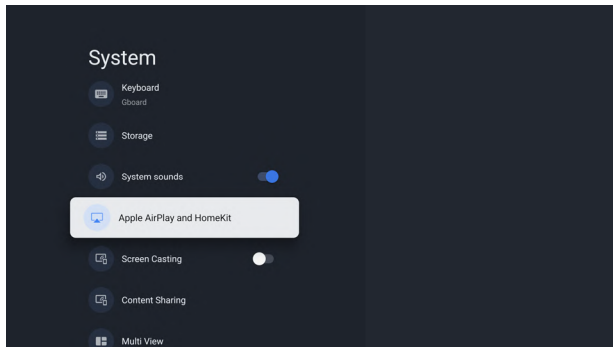 System
Keyboard
Gboard
Storage
System sounds
Apple AirPlay and HomeKit
Screen Casting
Content Sharing
Multi View